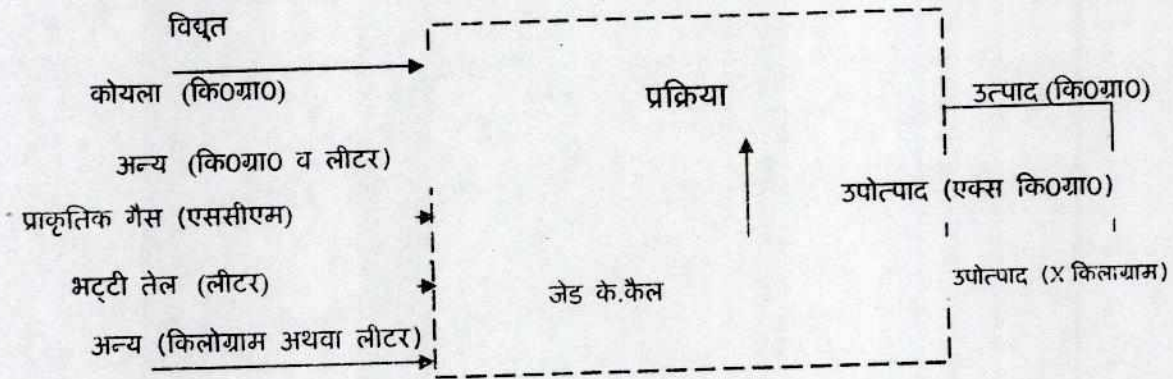 विद्युत
कोयला (कि0ग्रा0)
प्रक्रिया
उत्पाद (कि0ग्रा0)
अन्य (कि0ग्रा0 व लीटर)
उपोत्पाद (एक्स कि0ग्रा0)
प्राकृतिक गैस (एससीएम)
भट्टी तेल (लीटर)
जेड के.कैल
उपोत्पाद (X किलाग्राम)
अन्य (किलोग्राम अथवा लीटर)